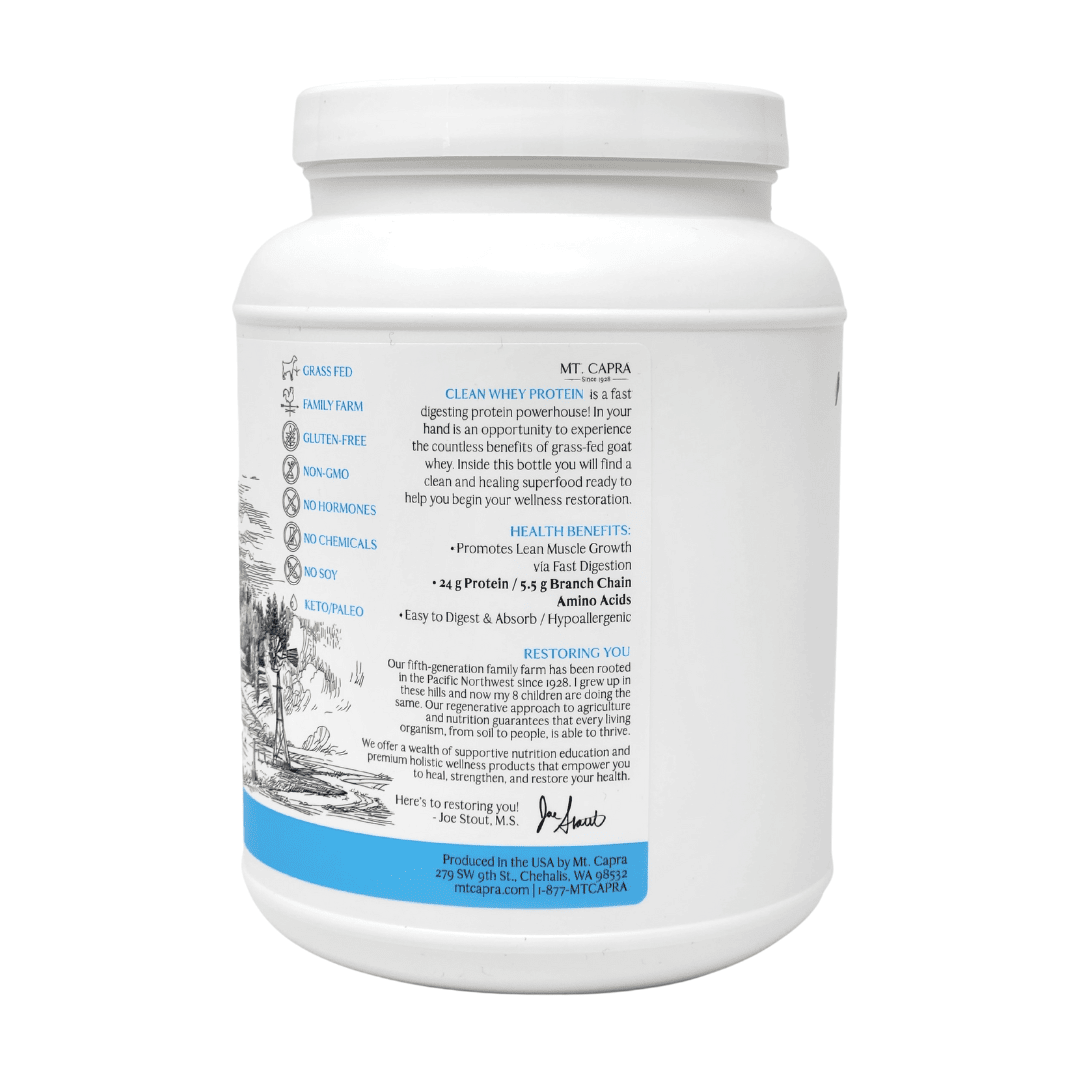 GRASS FED
FAMILY FARM
GLUTEN-FREE
NON-GMO
NO HORMONES
NO CHEMICALS
NO SOY
KETO/PALEO
MT. CAPRA
Since 1928
CLEAN WHEY PROTEIN is a fast
digesting protein powerhouse! In your
hand is an opportunity to experience
the countless benefits of grass-fed goat
whey. Inside this bottle you will find a
clean and healing superfood ready to
help you begin your wellness restoration.
HEALTH BENEFITS:
• Promotes Lean Muscle Growth
via Fast Digestion
• 24 g Protein / 5.5 g Branch Chain
Amino Acids
• Easy to Digest & Absorb / Hypoallergenic
RESTORING YOU
Our fifth-generation family farm has been rooted
in the Pacific Northwest since 1928. I grew up in
these hills and now my 8 children are doing the
same. Our regenerative approach to agriculture
and nutrition guarantees that every living
organism, from soil to people, is able to thrive.
We offer a wealth of supportive nutrition education and
premium holistic wellness products that empower you
to heal, strengthen, and restore your health.
Here's to restoring you!
- Joe Stout, M.S.
Joe Stout
Produced in the USA by Mt. Capra
279 SW 9th St., Chehalis, WA 98532
mtcapra.com | 1-877-MTCAPRA